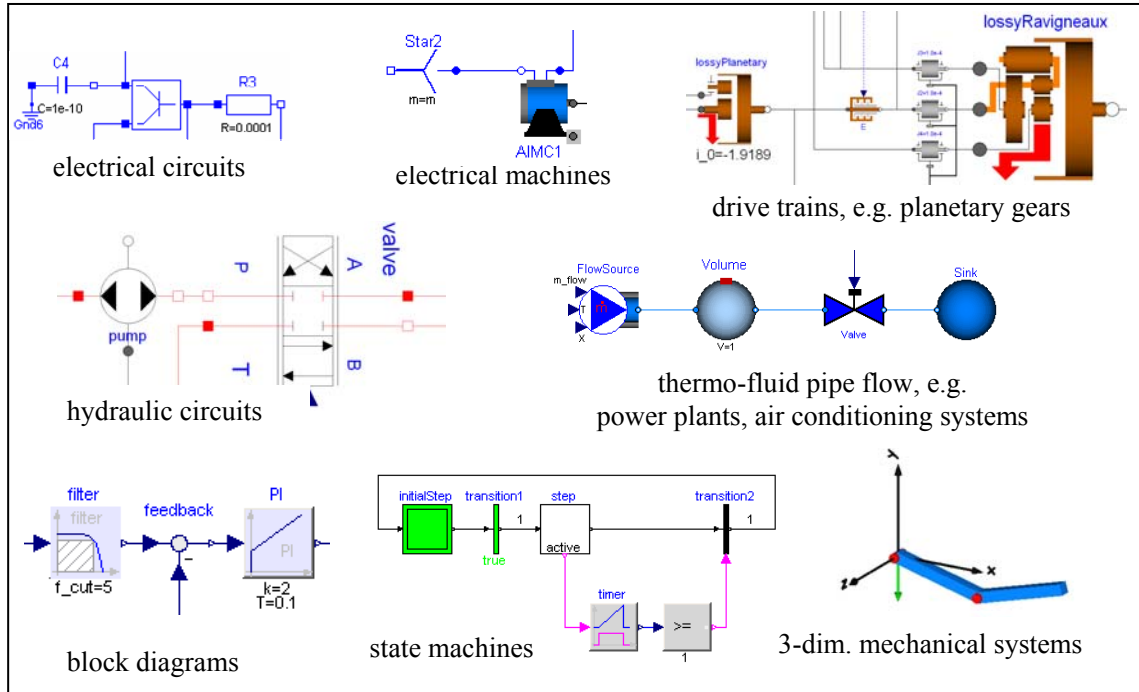 C4
C=1e-10
Gnd6
R3
R=0.0001
electrical circuits
Star2
m=m
AIMC1
electrical machines
lossyPlanetary
i_0=-1.9189
E
lossyRavigneaux
drive trains, e.g. planetary gears
pump
P
T
A
B
valve
hydraulic circuits
FlowSource
m_flow
T
X
m
Volume
V=1
Valve
Sink
thermo-fluid pipe flow, e.g.
power plants, air conditioning systems
filter
filter
f_cut=5
feedback
PI
PI
k=2
T=0.1
block diagrams
initialStep
transition1
1
true
step
active
transition2
1
timer
>=
1
state machines
Y
X
Z
3-dim. mechanical systems